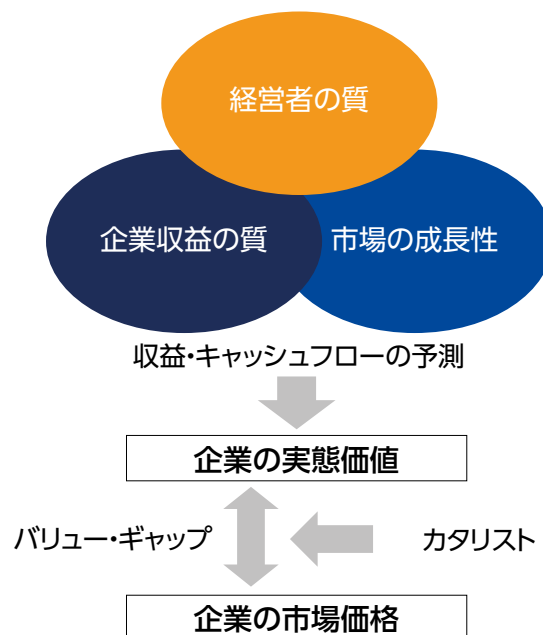 経営者の質
企業収益の質
市場の成長性
収益・キャッシュフローの予測
企業の実態価値
バリュー・ギャップ
カタリスト
企業の市場価格